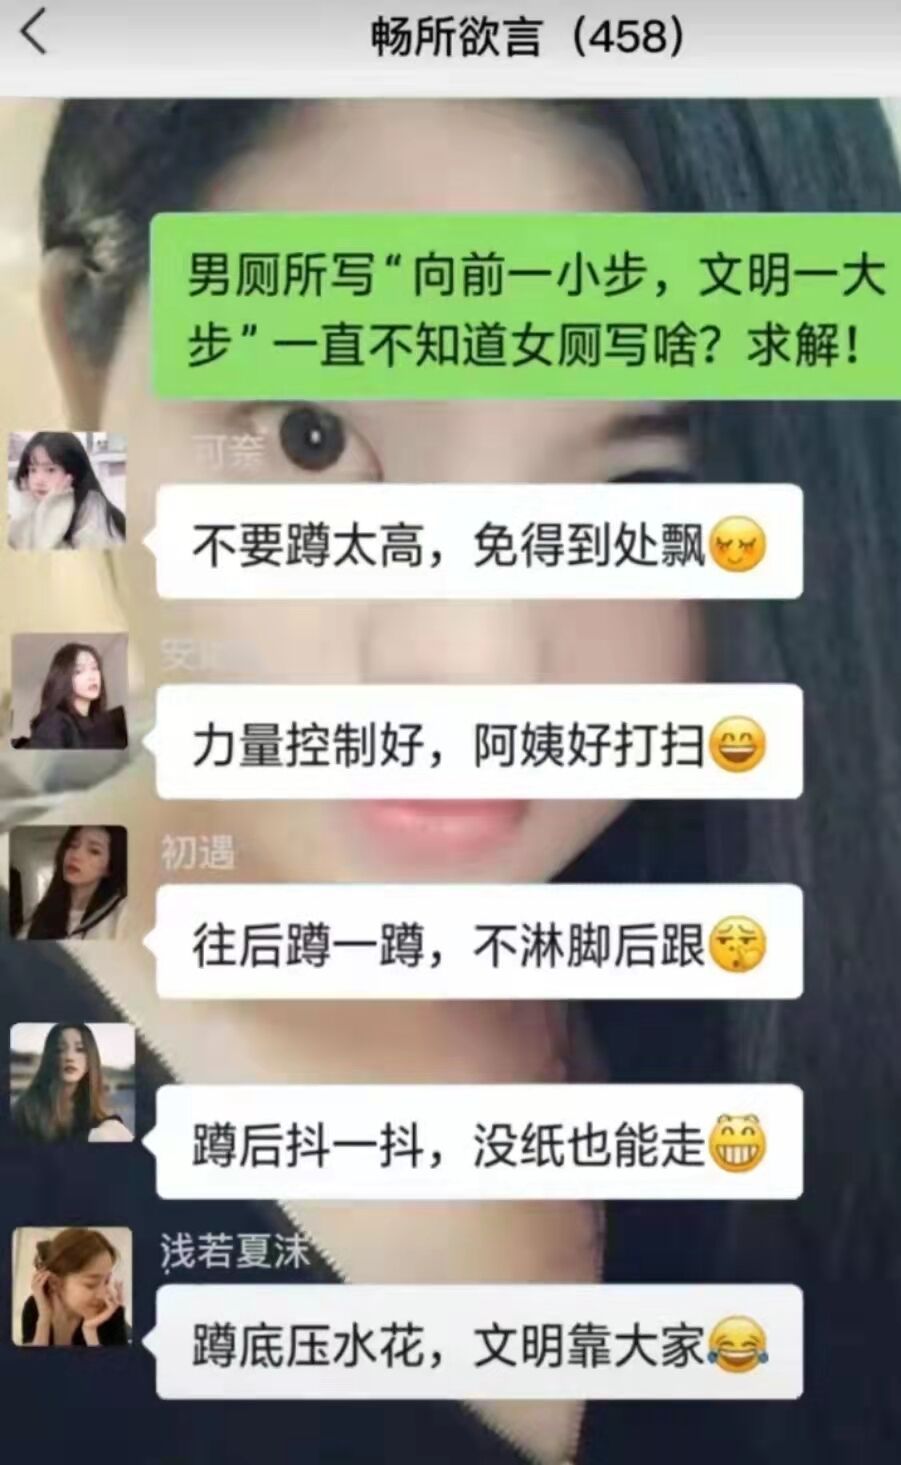 畅所欲言（458）
男厕所写“向前一小步，文明一大
步”一直不知道女厕写啥？求解！
可奈
不要蹲太高，免得到处飘
力量控制好，阿姨好打扫
初遇
往后蹲一蹲，不淋脚后跟
蹲后抖一抖，没纸也能走
浅若夏沫
蹲底压水花，文明靠大家